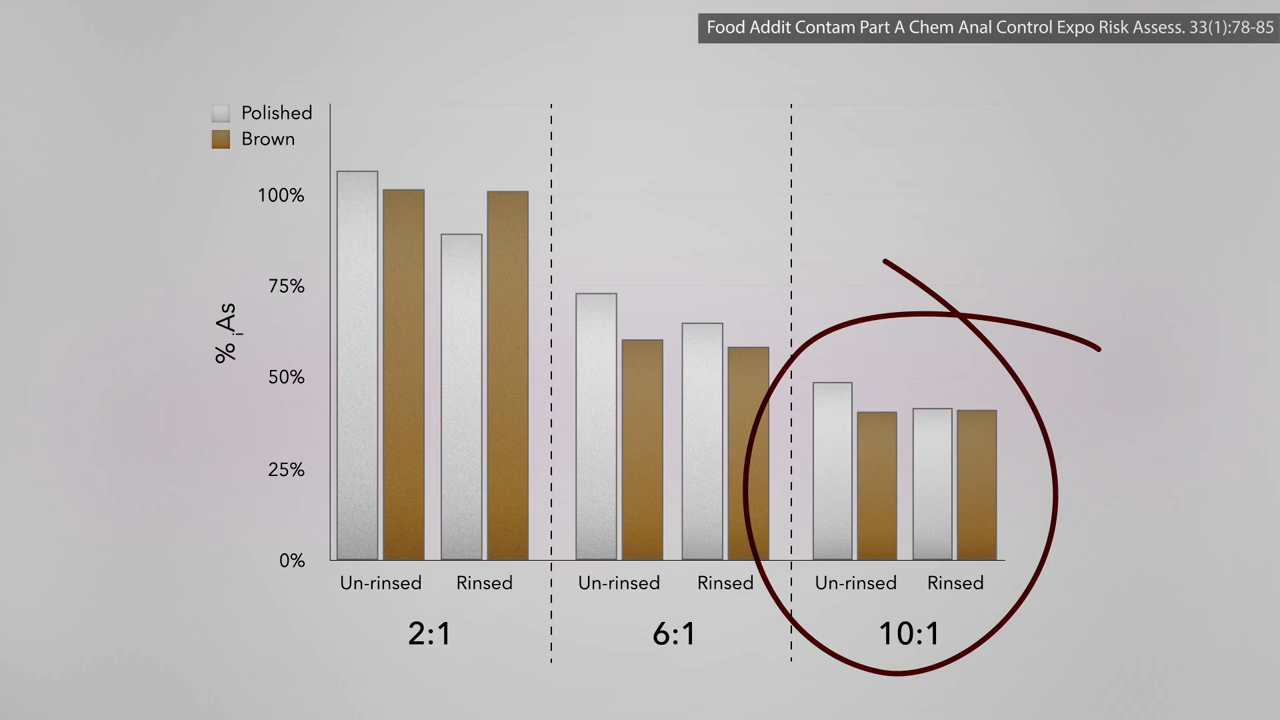 Food Addit Contam Part A Chem Anal Control Expo Risk Assess. 33(1):78-85
Polished
Brown
100%
75%
50%
25%
0%
% iAs
Un-rinsed Rinsed Un-rinsed Rinsed Un-rinsed Rinsed
2:1 6:1 10:1